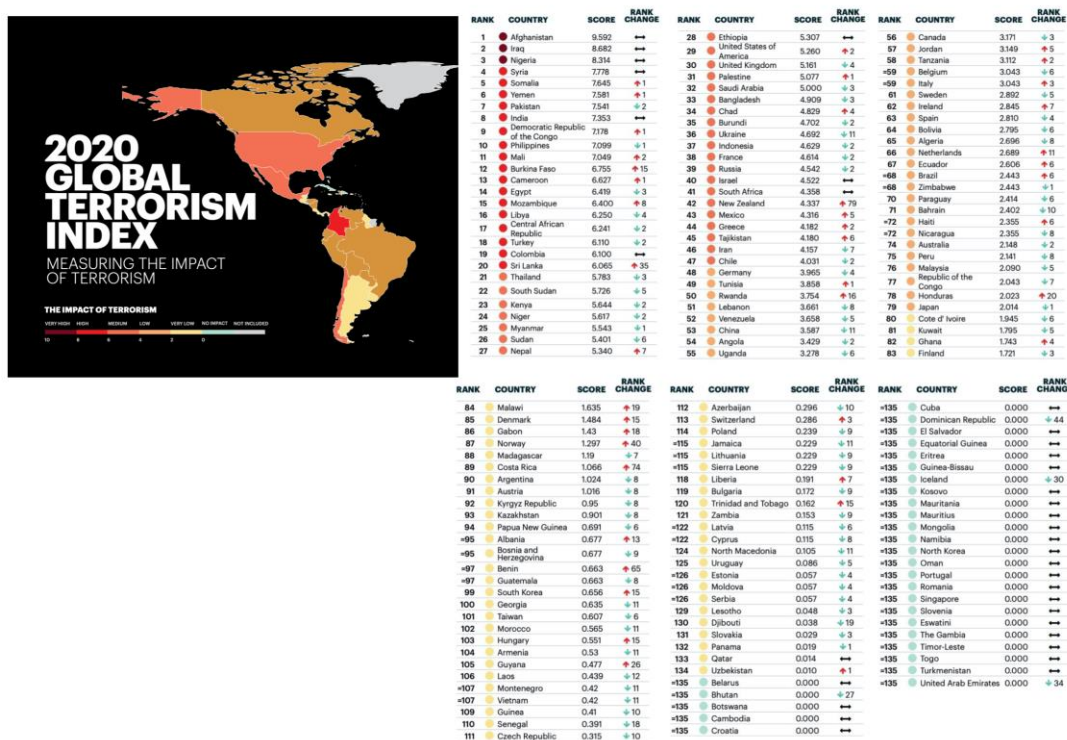 2020
GLOBAL
TERRORISM
INDEX
MEASURING THE IMPACT
OF TERRORISM
THE IMPACT OF TERRORISM
VERY HIGH HIGH MEDIUM LOW VERY LOW NO IMPACT NOT INCLUDED
10 8 6 4 2 0
RANK COUNTRY SCORE RANK CHANGE
1 Afghanistan 9.592 ↔
2 Iraq 8.682 ↔
3 Nigeria 8.314 ↔
4 Syria 7.778 ↔
5 Somalia 7.645 ↑ 1
6 Yemen 7.581 ↑ 1
7 Pakistan 7.541 ↓ 2
8 India 7.353 ↔
9 Democratic Republic of the Congo 7.178 ↑ 1
10 Philippines 7.099 ↓ 1
11 Mali 7.049 ↑ 2
12 Burkina Faso 6.755 ↑ 15
13 Cameroon 6.627 ↑ 1
14 Egypt 6.419 ↓ 3
15 Mozambique 6.400 ↑ 8
16 Libya 6.250 ↓ 4
17 Central African Republic 6.241 ↓ 2
18 Turkey 6.110 ↓ 2
19 Colombia 6.100 ↔
20 Sri Lanka 6.065 ↑ 35
21 Thailand 5.783 ↓ 3
22 South Sudan 5.726 ↓ 5
23 Kenya 5.644 ↓ 2
24 Niger 5.617 ↓ 2
25 Myanmar 5.543 ↓ 1
26 Sudan 5.401 ↓ 6
27 Nepal 5.340 ↑ 7
RANK COUNTRY SCORE RANK CHANGE
28 Ethiopia 5.307 ↔
29 United States of America 5.260 ↑ 2
30 United Kingdom 5.161 ↓ 4
31 Palestine 5.077 ↑ 1
32 Saudi Arabia 5.000 ↓ 3
33 Bangladesh 4.909 ↓ 3
34 Chad 4.829 ↑ 4
35 Burundi 4.702 ↓ 2
36 Ukraine 4.692 ↓ 11
37 Indonesia 4.629 ↓ 2
38 France 4.614 ↓ 2
39 Russia 4.542 ↓ 2
40 Israel 4.522 ↔
41 South Africa 4.358 ↔
42 New Zealand 4.337 ↑ 79
43 Mexico 4.316 ↑ 5
44 Greece 4.182 ↑ 2
45 Tajikistan 4.180 ↑ 6
46 Iran 4.157 ↓ 7
47 Chile 4.031 ↓ 2
48 Germany 3.965 ↓ 4
49 Tunisia 3.858 ↑ 1
50 Rwanda 3.754 ↑ 16
51 Lebanon 3.661 ↓ 8
52 Venezuela 3.658 ↓ 5
53 China 3.587 ↓ 11
54 Angola 3.429 ↓ 2
55 Uganda 3.278 ↓ 6
RANK COUNTRY SCORE RANK CHANGE
56 Canada 3.171 ↓ 3
57 Jordan 3.149 ↑ 5
58 Tanzania 3.112 ↑ 2
=59 Belgium 3.043 ↓ 6
=59 Italy 3.043 ↑ 3
61 Sweden 2.892 ↓ 5
62 Ireland 2.845 ↑ 7
63 Spain 2.810 ↓ 4
64 Bolivia 2.795 ↓ 6
65 Algeria 2.696 ↓ 8
66 Netherlands 2.689 ↑ 11
67 Ecuador 2.606 ↑ 6
=68 Brazil 2.443 ↑ 6
=68 Zimbabwe 2.443 ↓ 1
70 Paraguay 2.414 ↓ 6
71 Bahrain 2.402 ↓ 10
=72 Haiti 2.355 ↑ 6
=72 Nicaragua 2.355 ↓ 8
74 Australia 2.148 ↓ 2
75 Peru 2.141 ↓ 8
76 Malaysia 2.090 ↓ 5
77 Republic of the Congo 2.043 ↓ 7
78 Honduras 2.023 ↑ 20
79 Japan 2.014 ↓ 1
80 Cote d' Ivoire 1.945 ↓ 6
81 Kuwait 1.795 ↓ 5
82 Ghana 1.743 ↑ 4
83 Finland 1.721 ↓ 3
RANK COUNTRY SCORE RANK CHANGE
84 Malawi 1.635 ↑ 19
85 Denmark 1.484 ↑ 15
86 Gabon 1.43 ↑ 18
87 Norway 1.297 ↑ 40
88 Madagascar 1.19 ↓ 7
89 Costa Rica 1.066 ↑ 74
90 Argentina 1.024 ↓ 8
91 Austria 1.016 ↓ 8
92 Kyrgyz Republic 0.95 ↓ 8
93 Kazakhstan 0.901 ↓ 8
94 Papua New Guinea 0.691 ↓ 6
=95 Albania 0.677 ↑ 13
=95 Bosnia and Herzegovina 0.677 ↓ 9
=97 Benin 0.663 ↑ 65
=97 Guatemala 0.663 ↓ 8
99 South Korea 0.656 ↑ 15
100 Georgia 0.635 ↓ 11
101 Taiwan 0.607 ↓ 6
102 Morocco 0.565 ↓ 11
103 Hungary 0.551 ↑ 15
104 Armenia 0.53 ↓ 11
105 Guyana 0.477 ↑ 26
106 Laos 0.439 ↓ 12
=107 Montenegro 0.42 ↓ 11
=107 Vietnam 0.42 ↓ 11
109 Guinea 0.41 ↓ 10
110 Senegal 0.391 ↓ 18
111 Czech Republic 0.315 ↓ 10
RANK COUNTRY SCORE RANK CHANGE
112 Azerbaijan 0.296 ↓ 10
113 Switzerland 0.286 ↑ 3
114 Poland 0.239 ↓ 9
=115 Jamaica 0.229 ↓ 11
=115 Lithuania 0.229 ↓ 9
=115 Sierra Leone 0.229 ↓ 9
118 Liberia 0.191 ↑ 7
119 Bulgaria 0.172 ↓ 9
120 Trinidad and Tobago 0.162 ↑ 15
121 Zambia 0.153 ↓ 9
=122 Latvia 0.115 ↓ 6
=122 Cyprus 0.115 ↓ 8
124 North Macedonia 0.105 ↓ 11
125 Uruguay 0.086 ↓ 5
=126 Estonia 0.057 ↓ 4
=126 Moldova 0.057 ↓ 4
=126 Serbia 0.057 ↓ 4
129 Lesotho 0.048 ↓ 3
130 Djibouti 0.038 ↓ 19
131 Slovakia 0.029 ↓ 3
132 Panama 0.019 ↓ 1
133 Qatar 0.014 ↔
134 Uzbekistan 0.010 ↑ 1
=135 Belarus 0.000 ↔
=135 Bhutan 0.000 ↓ 27
=135 Botswana 0.000 ↔
=135 Cambodia 0.000 ↔
=135 Croatia 0.000 ↔
RANK COUNTRY SCORE RANK CHANGE
=135 Cuba 0.000 ↔
=135 Dominican Republic 0.000 ↓ 44
=135 El Salvador 0.000 ↔
=135 Equatorial Guinea 0.000 ↔
=135 Eritrea 0.000 ↔
=135 Guinea-Bissau 0.000 ↔
=135 Iceland 0.000 ↓ 30
=135 Kosovo 0.000 ↔
=135 Mauritania 0.000 ↔
=135 Mauritius 0.000 ↔
=135 Mongolia 0.000 ↔
=135 Namibia 0.000 ↔
=135 North Korea 0.000 ↔
=135 Oman 0.000 ↔
=135 Portugal 0.000 ↔
=135 Romania 0.000 ↔
=135 Singapore 0.000 ↔
=135 Slovenia 0.000 ↔
=135 Eswatini 0.000 ↔
=135 The Gambia 0.000 ↔
=135 Timor-Leste 0.000 ↔
=135 Togo 0.000 ↔
=135 Turkmenistan 0.000 ↔
=135 United Arab Emirates 0.000 ↓ 34